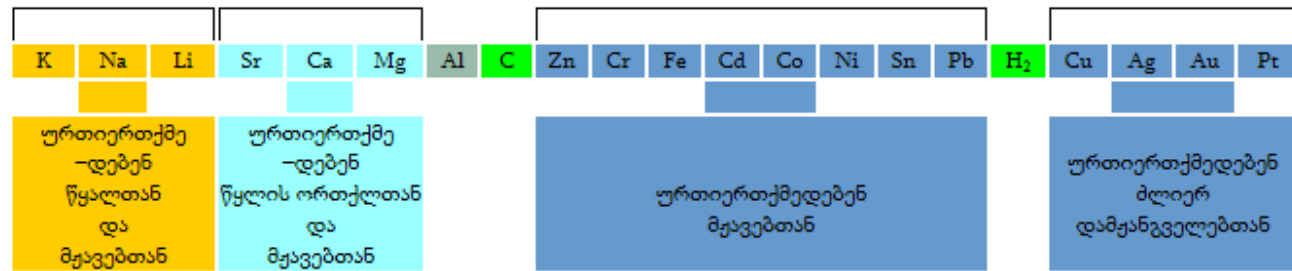 K Na Li Sr Ca Mg Al C Zn Cr Fe Cd Co Ni Sn Pb H₂ Cu Ag Au Pt
ურთიერთქმე
–დებენ
წყალთან
და
მჟავებთან
ურთიერთქმე
–დებენ
წყლის ორთქლთან
და
მჟავებთან
ურთიერთქმედებენ
მჟავებთან
ურთიერთქმედებენ
ძლიერ
დამჟანგველებთან